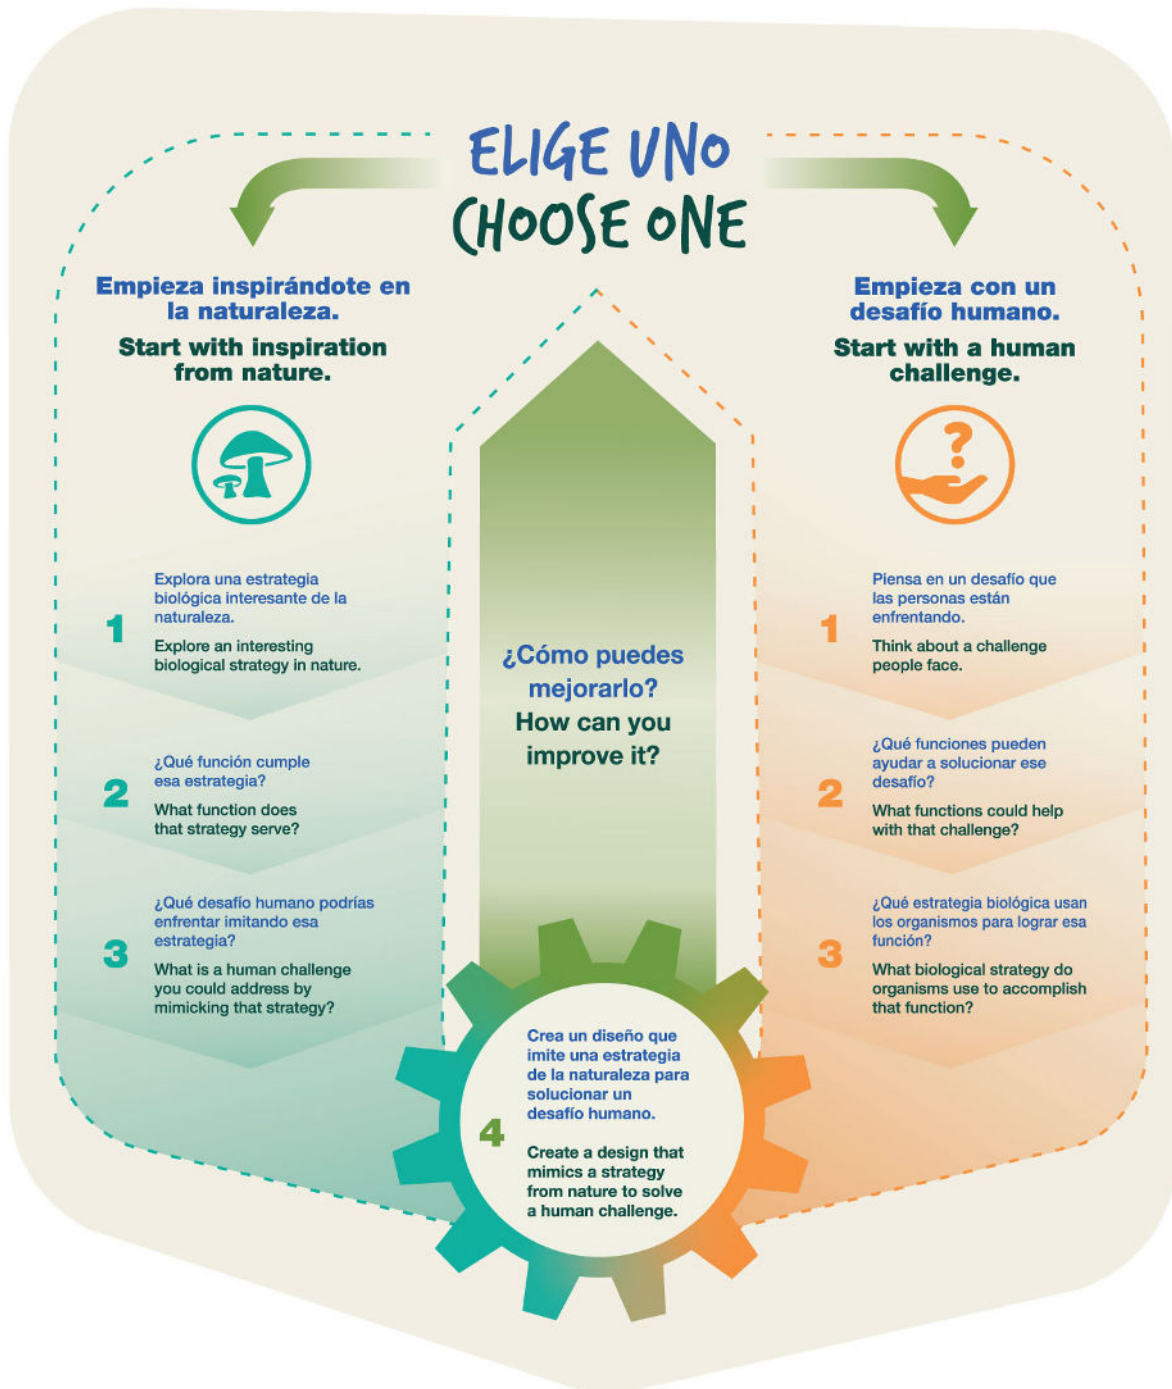 ELIGE UNO
CHOOSE ONE
Empieza inspirándote en
la naturaleza.
Start with inspiration
from nature.
1
Explora una estrategia
biológica interesante de la
naturaleza.
Explore an interesting
biological strategy in nature.
2
¿Qué función cumple
esa estrategia?
What function does
that strategy serve?
3
¿Qué desafío humano podrías
enfrentar imitando esa
estrategia?
What is a human challenge
you could address by
mimicking that strategy?
Empieza con un
desafío humano.
Start with a human
challenge.
?
1
Piensa en un desafío que
las personas están
enfrentando.
Think about a challenge
people face.
2
¿Qué funciones pueden
ayudar a solucionar ese
desafío?
What functions could help
with that challenge?
3
¿Qué estrategia biológica usan
los organismos para lograr esa
función?
What biological strategy do
organisms use to accomplish
that function?
4
Crea un diseño que
imite una estrategia
de la naturaleza para
solucionar un
desafío humano.
Create a design that
mimics a strategy
from nature to solve
a human challenge.
¿Cómo puedes
mejorarlo?
How can you
improve it?